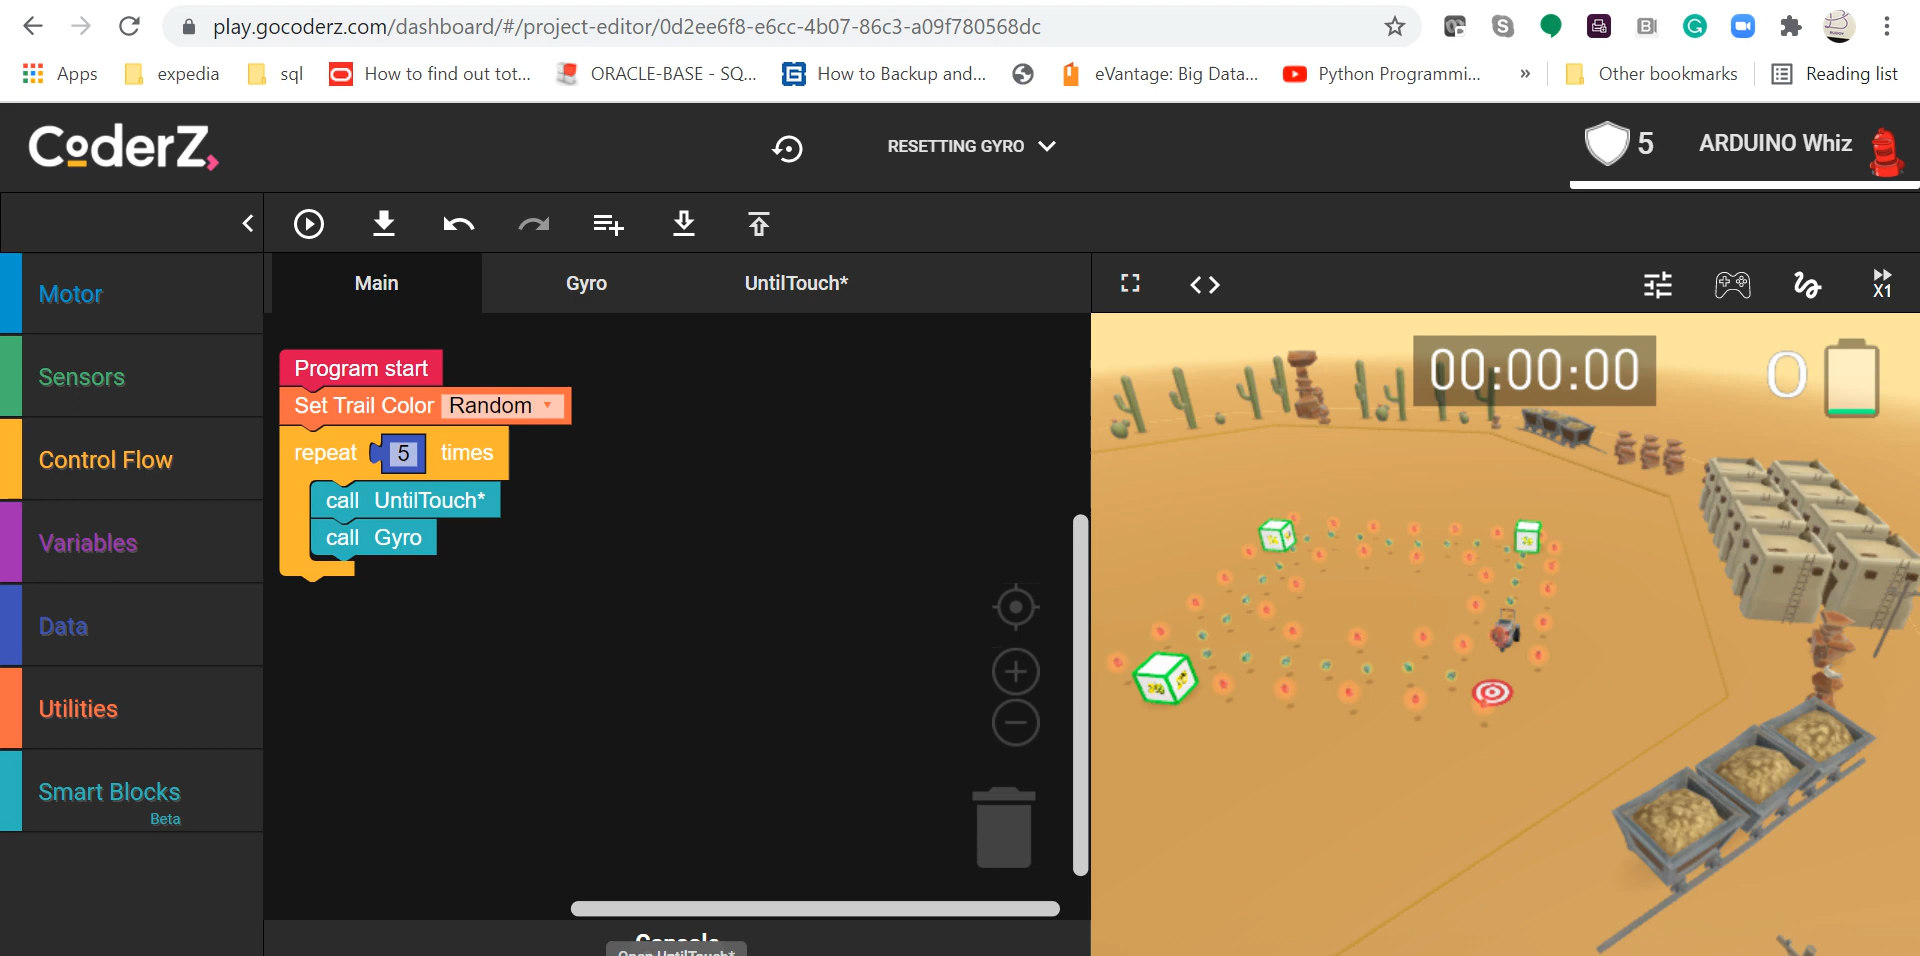 play.gocoderz.com/dashboard/#/project-editor/0d2ee6f8-e6cc-4b07-86c3-a09f780568dc
Apps expedia sql How to find out tot... ORACLE-BASE - SQ... How to Backup and... eVantage: Big Data... Python Programmi... » Other bookmarks Reading list
CoderZ RESETTING GYRO 5 ARDUINO Whiz
Main Gyro UntilTouch* X1
Motor
Sensors
Control Flow
Variables
Data
Utilities
Smart Blocks
Beta
Program start
Set Trail Color Random
repeat 5 times
call UntilTouch*
call Gyro
00:00:00 0
Console
Open UntilTouch*